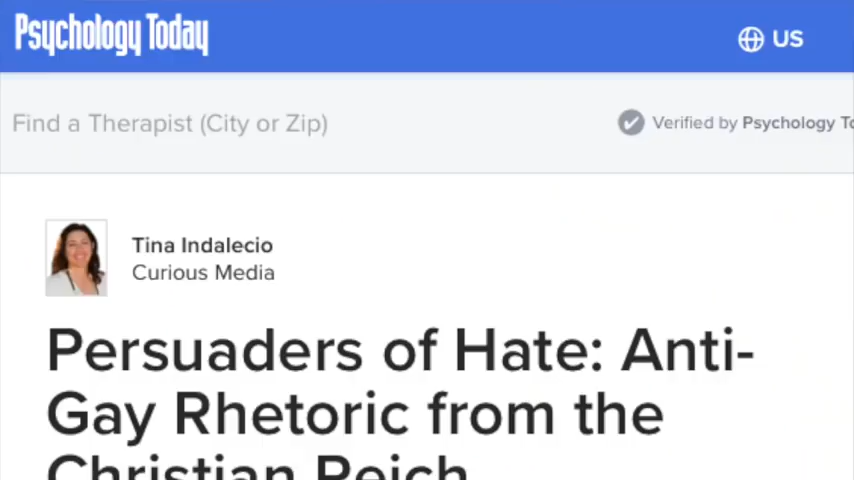 Psychology Today
US
Find a Therapist (City or Zip)
Verified by Psychology
Tina Indalecio
Curious Media
Persuaders of Hate: Anti-
Gay Rhetoric from the
Christian Reich